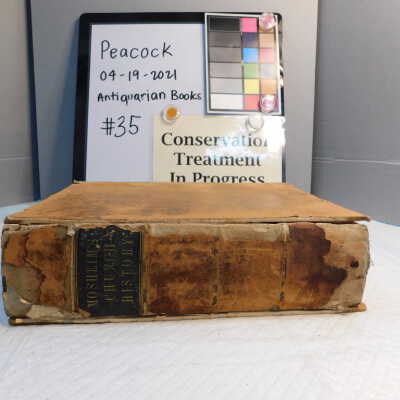 Peacock
04-19-2021
Antiquarian Books
#35
Conservation
Treatment
In Progress
MOSHEIM'S
CHURCH
HISTORY